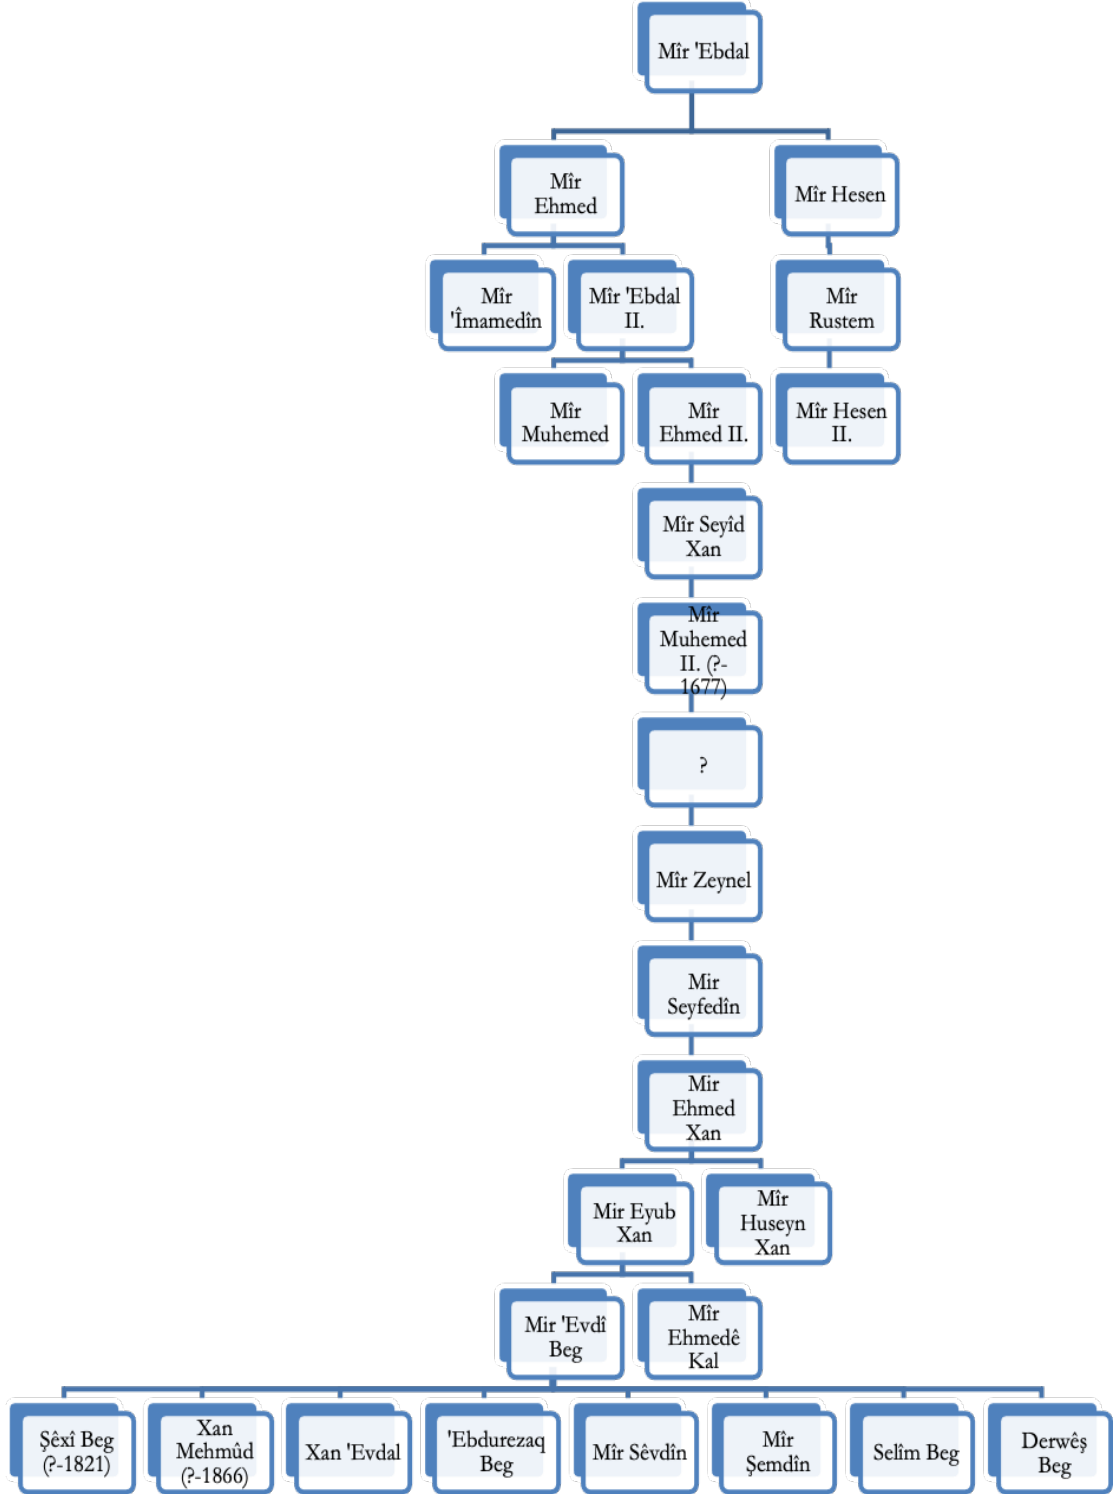 Mîr 'Ebdal
Mîr
Ehmed
Mîr Hesen
Mîr
'Îmamedîn
Mîr 'Ebdal
II.
Mîr
Rustem
Mîr
Muhemed
Mîr
Ehmed II.
Mîr Hesen
II.
Mîr Seyîd
Xan
Mîr
Muhemed
II. (?-
1677)
?
Mîr Zeynel
Mir
Seyfedîn
Mir
Ehmed
Xan
Mir Eyub
Xan
Mîr
Huseyn
Xan
Mir 'Evdî
Beg
Mîr
Ehmedê
Kal
Şêxî Beg
(?-1821)
Xan
Mehmûd
(?-1866)
Xan 'Evdal
'Ebdurezaq
Beg
Mîr Sêvdîn
Mîr
Şemdîn
Selîm Beg
Derwêş
Beg